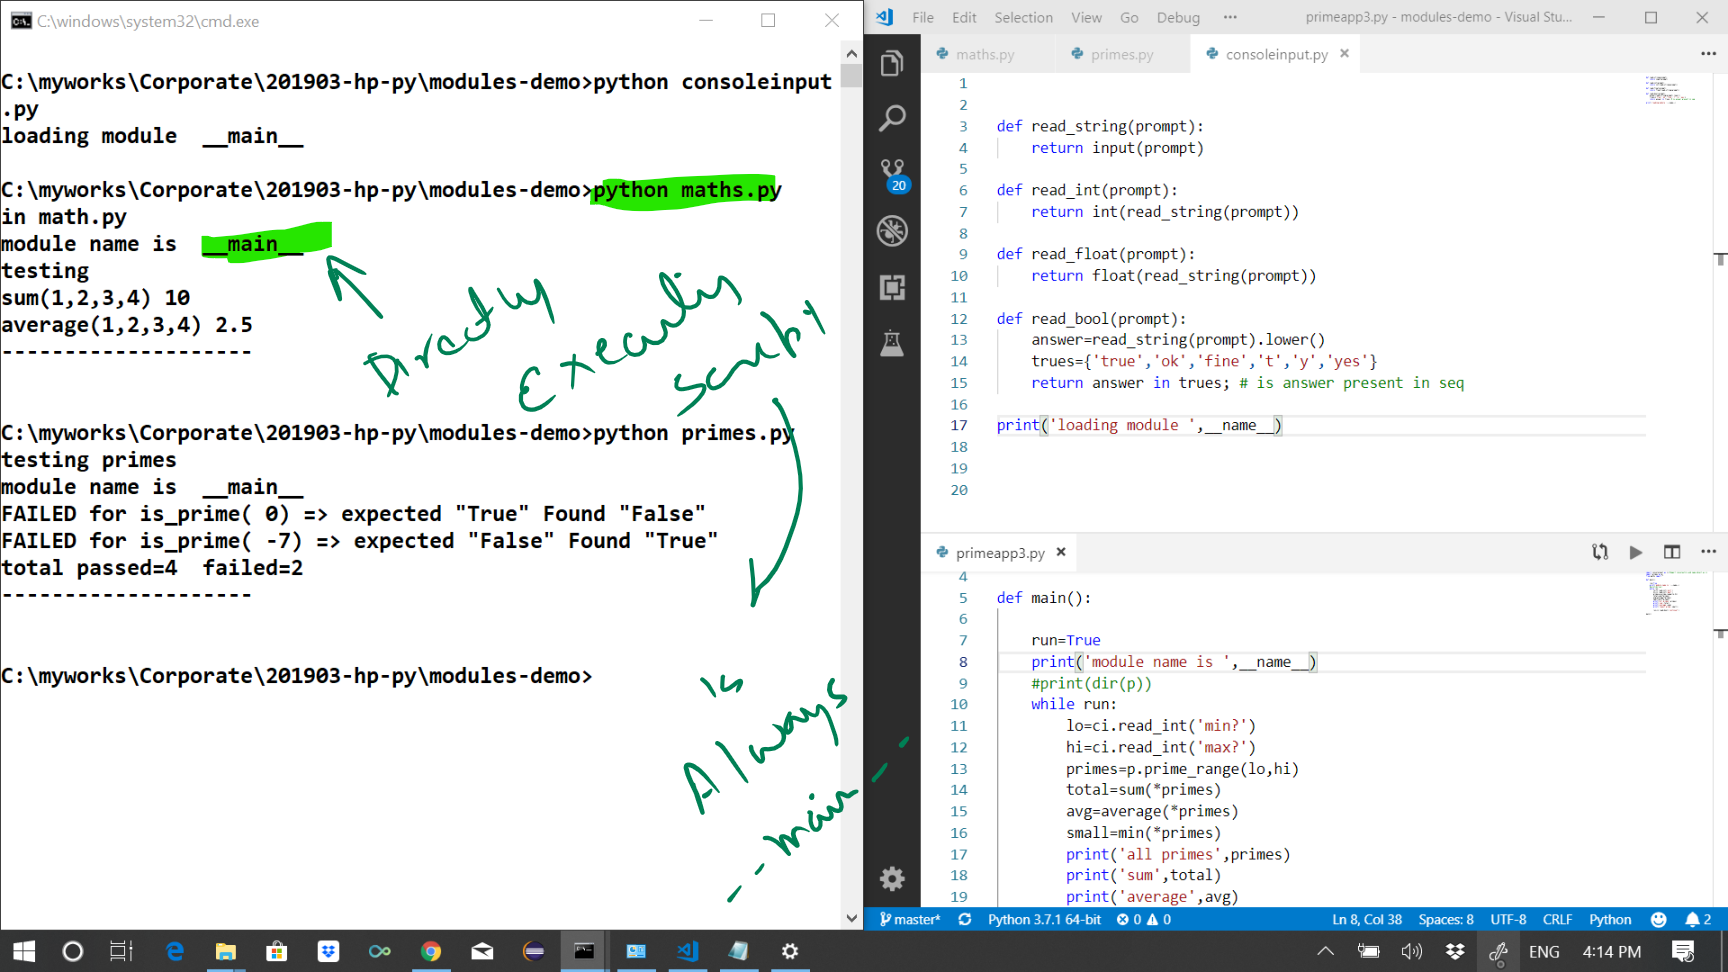 C:\windows\system32\cmd.exe
C:\myworks\Corporate\201903-hp-py\modules-demo>python consoleinput
.py
loading module  __main__
C:\myworks\Corporate\201903-hp-py\modules-demo>python maths.py
in math.py
module name is  __main__
testing
sum(1,2,3,4) 10
average(1,2,3,4) 2.5
--------------------
Directly
Executing
script
C:\myworks\Corporate\201903-hp-py\modules-demo>python primes.py
testing primes
module name is  __main__
FAILED for is_prime( 0) => expected "True" Found "False"
FAILED for is_prime( -7) => expected "False" Found "True"
total passed=4  failed=2
--------------------
C:\myworks\Corporate\201903-hp-py\modules-demo>
is
Always
--main--
File Edit Selection View Go Debug ··· primeapp3.py - modules-demo - Visual Stu...
maths.py primes.py consoleinput.py
20
1
2
3 def read_string(prompt):
4 return input(prompt)
5
6 def read_int(prompt):
7 return int(read_string(prompt))
8
9 def read_float(prompt):
10 return float(read_string(prompt))
11
12 def read_bool(prompt):
13 answer=read_string(prompt).lower()
14 trues={'true','ok','fine','t','y','yes'}
15 return answer in trues; # is answer present in seq
16
17 print('loading module ',__name__)
18
19
20
primeapp3.py
4
5 def main():
6
7 run=True
8 print('module name is ',__name__)
9 #print(dir(p))
10 while run:
11 lo=ci.read_int('min?')
12 hi=ci.read_int('max?')
13 primes=p.prime_range(lo,hi)
14 total=sum(*primes)
15 avg=average(*primes)
16 small=min(*primes)
17 print('all primes',primes)
18 print('sum',total)
19 print('average',avg)
master* Python 3.7.1 64-bit 0 0 Ln 8, Col 38 Spaces: 8 UTF-8 CRLF Python 2
ENG 4:14 PM